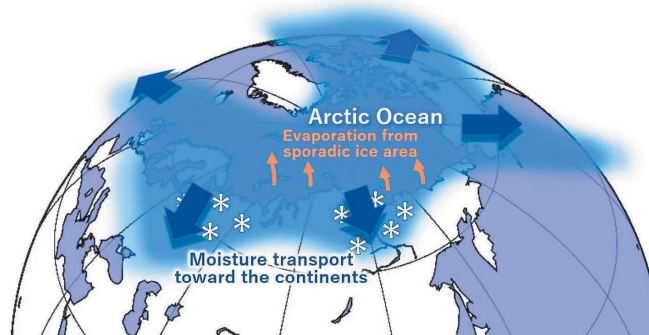 Arctic Ocean
Evaporation from
sporadic ice area
Moisture transport
toward the continents